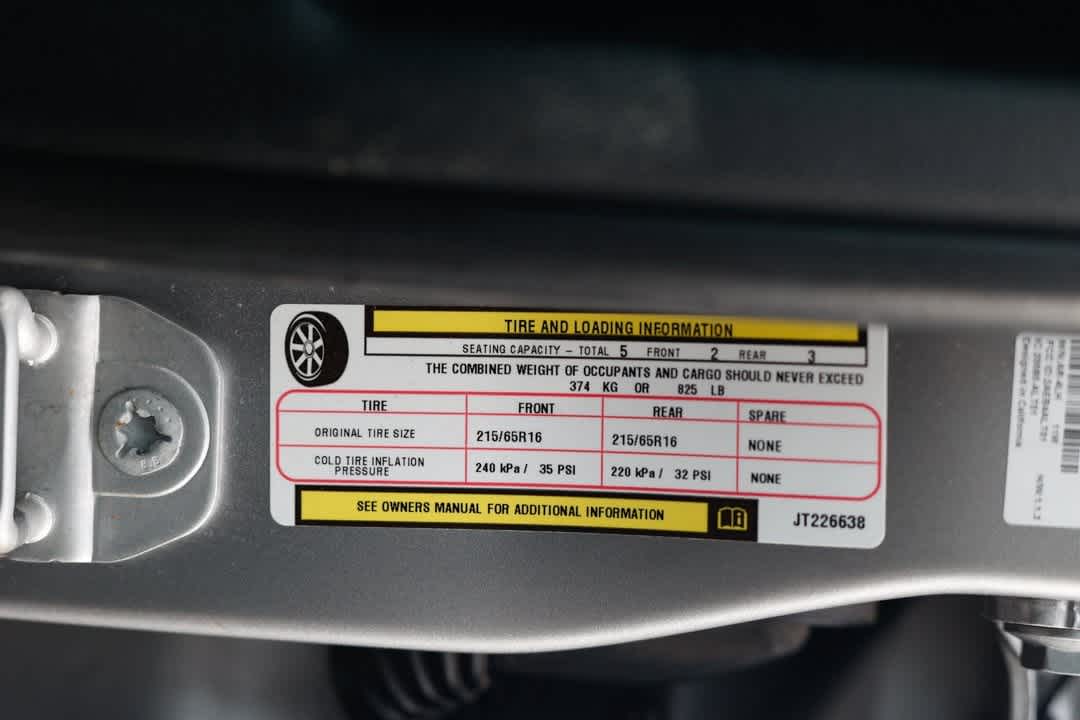 TIRE AND LOADING INFORMATION
SEATING CAPACITY – TOTAL 5 FRONT 2 REAR 3
THE COMBINED WEIGHT OF OCCUPANTS AND CARGO SHOULD NEVER EXCEED
374 KG OR 825 LB
TIRE FRONT REAR SPARE
ORIGINAL TIRE SIZE 215/65R16 215/65R16 NONE
COLD TIRE INFLATION
PRESSURE 240 kPa / 35 PSI 220 kPa / 32 PSI NONE
SEE OWNERS MANUAL FOR ADDITIONAL INFORMATION
JT226638
Designed in California